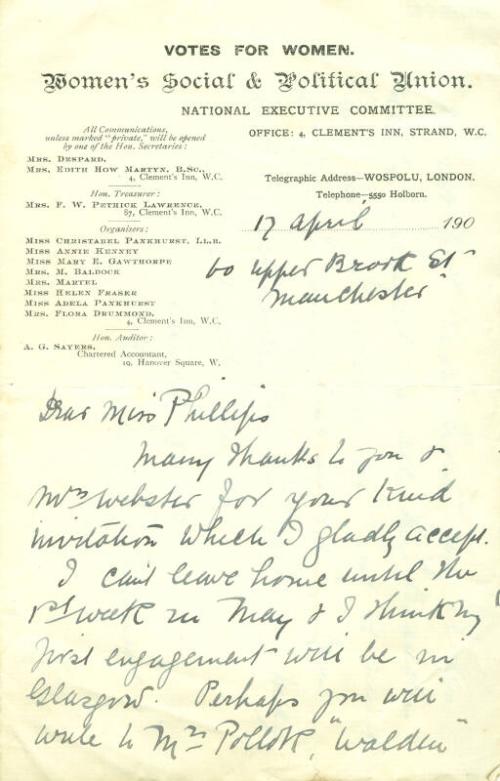 VOTES FOR WOMEN.
Women's Social & Political Union.
NATIONAL EXECUTIVE COMMITTEE.
All Communications,
unless marked "private," will be opened
by one of the Hon. Secretaries:
MRS. DESPARD,
MRS. EDITH HOW MARTYN, B.SC.,
4, Clement's Inn, W.C.
Hon. Treasurer:
MRS. F. W. PETHICK LAWRENCE,
87, Clement's Inn, W.C.
Organisers:
MISS CHRISTABEL PANKHURST, LL.B.
MISS ANNIE KENNEY
MISS MARY E. GAWTHORPE
MRS. M. BALDOCK
MRS. MARTEL
MISS HELEN FRASER
MISS ADELA PANKHURST
MRS. FLORA DRUMMOND,
4, Clement's Inn, W.C.
Hon. Auditor:
A. G. SAYERS,
Chartered Accountant,
19, Hanover Square, W.
OFFICE: 4, CLEMENT'S INN, STRAND, W.C.
Telegraphic Address—WOSPOLU, LONDON.
Telephone—5550 Holborn.
17 April 190
60 Upper Brook St
Manchester
Dear Miss Phillips
Many thanks to you &
Mrs Webster for your kind
invitation which I gladly accept.
I can't leave home until the
1st week in May & I think my
first engagement will be in
Glasgow. Perhaps you will
write to Mrs Pollok, "Walden"